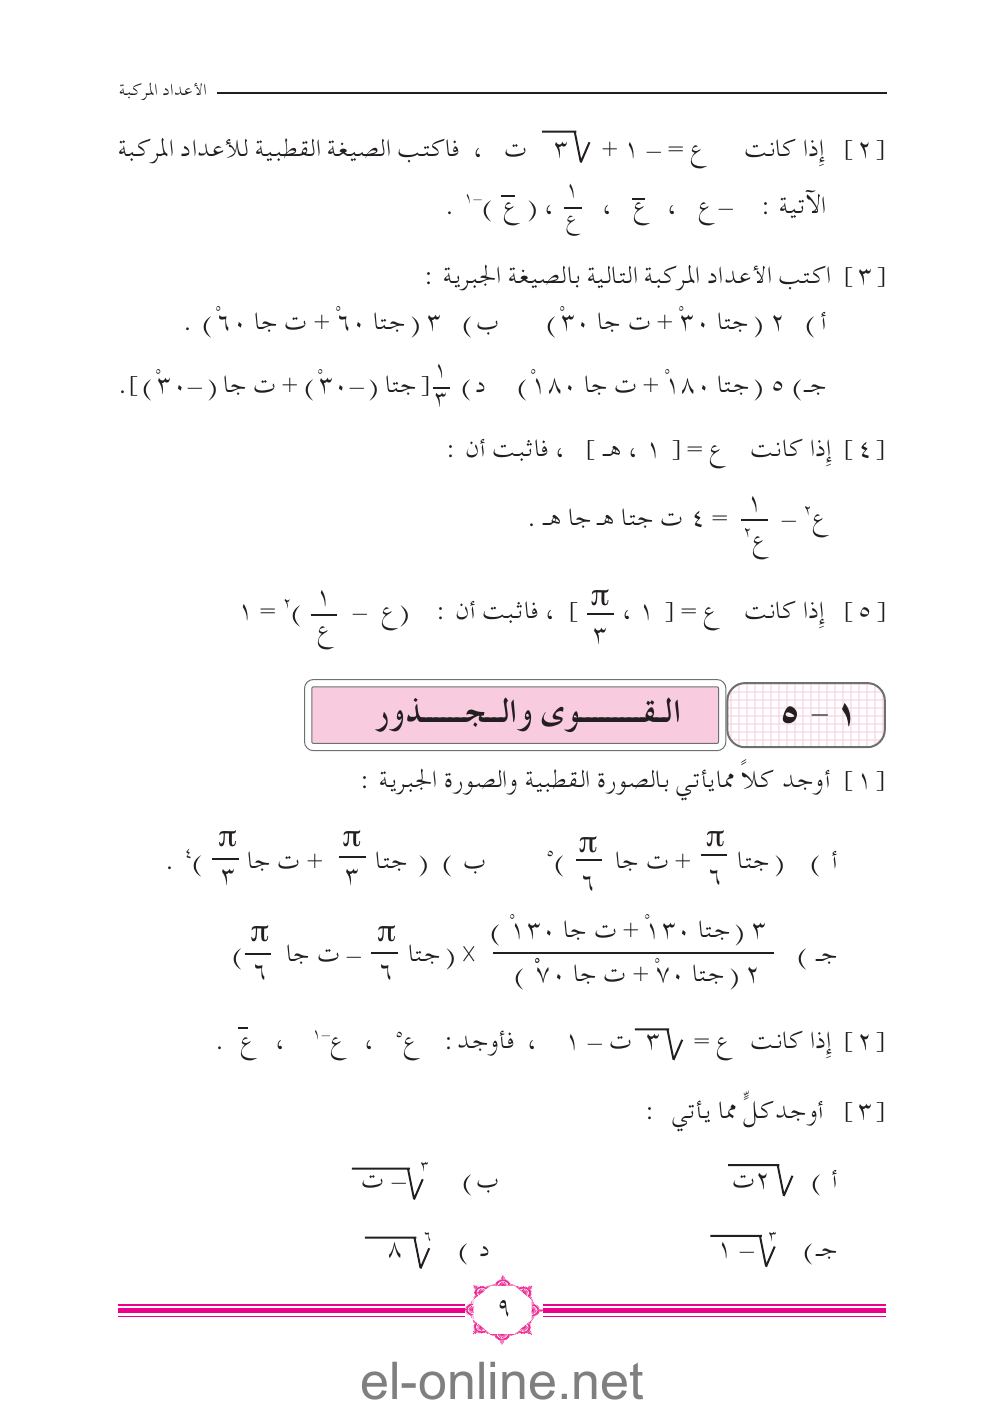 الأعداد المركبة
[٢] إذا كانت ع = – ١ + √٣ ت ، فاكتب الصيغة القطبية للأعداد المركبة
الآتية : – ع ، ع̅ ، ١/ع ، ( ع̅ )⁻¹ .
[٣] اكتب الأعداد المركبة التالية بالصيغة الجبرية :
أ ) ٢ ( جتا ٣٠° + ت جا ٣٠° ) ب ) ٣ ( جتا ٦٠° + ت جا ٦٠° ) .
جـ ) ٥ ( جتا ١٨٠° + ت جا ١٨٠° ) د ) ١/٣ [ جتا (–٣٠°) + ت جا (–٣٠°) ] .
[٤] إذا كانت ع = [ ١ ، هـ ] ، فاثبت أن :
ع² – ١/ع² = ٤ ت جتا هـ جا هـ .
[٥] إذا كانت ع = [ ١ ، π/٣ ] ، فاثبت أن : ( ع – ١/ع )² = ١
١ – ٥ القوى والجذور
[١] أوجد كلاً ممايأتي بالصورة القطبية والصورة الجبرية :
أ ) ( جتا π/٦ + ت جا π/٦ )⁵ ب ) ( جتا π/٣ + ت جا π/٣ )⁴ .
جـ ) ٣ ( جتا ١٣٠° + ت جا ١٣٠° ) / ٢ ( جتا ٧٠° + ت جا ٧٠° ) × ( جتا π/٦ – ت جا π/٦ )
[٢] إذا كانت ع = √٣ ت – ١ ، فأوجد : ع⁵ ، ع⁻¹ ، ع̅ .
[٣] أوجدكلٍّ مما يأتي :
أ ) √٢ت ب ) ³√– ت
جـ ) ³√– ١ د ) ⁶√٨
٩
el-online.net